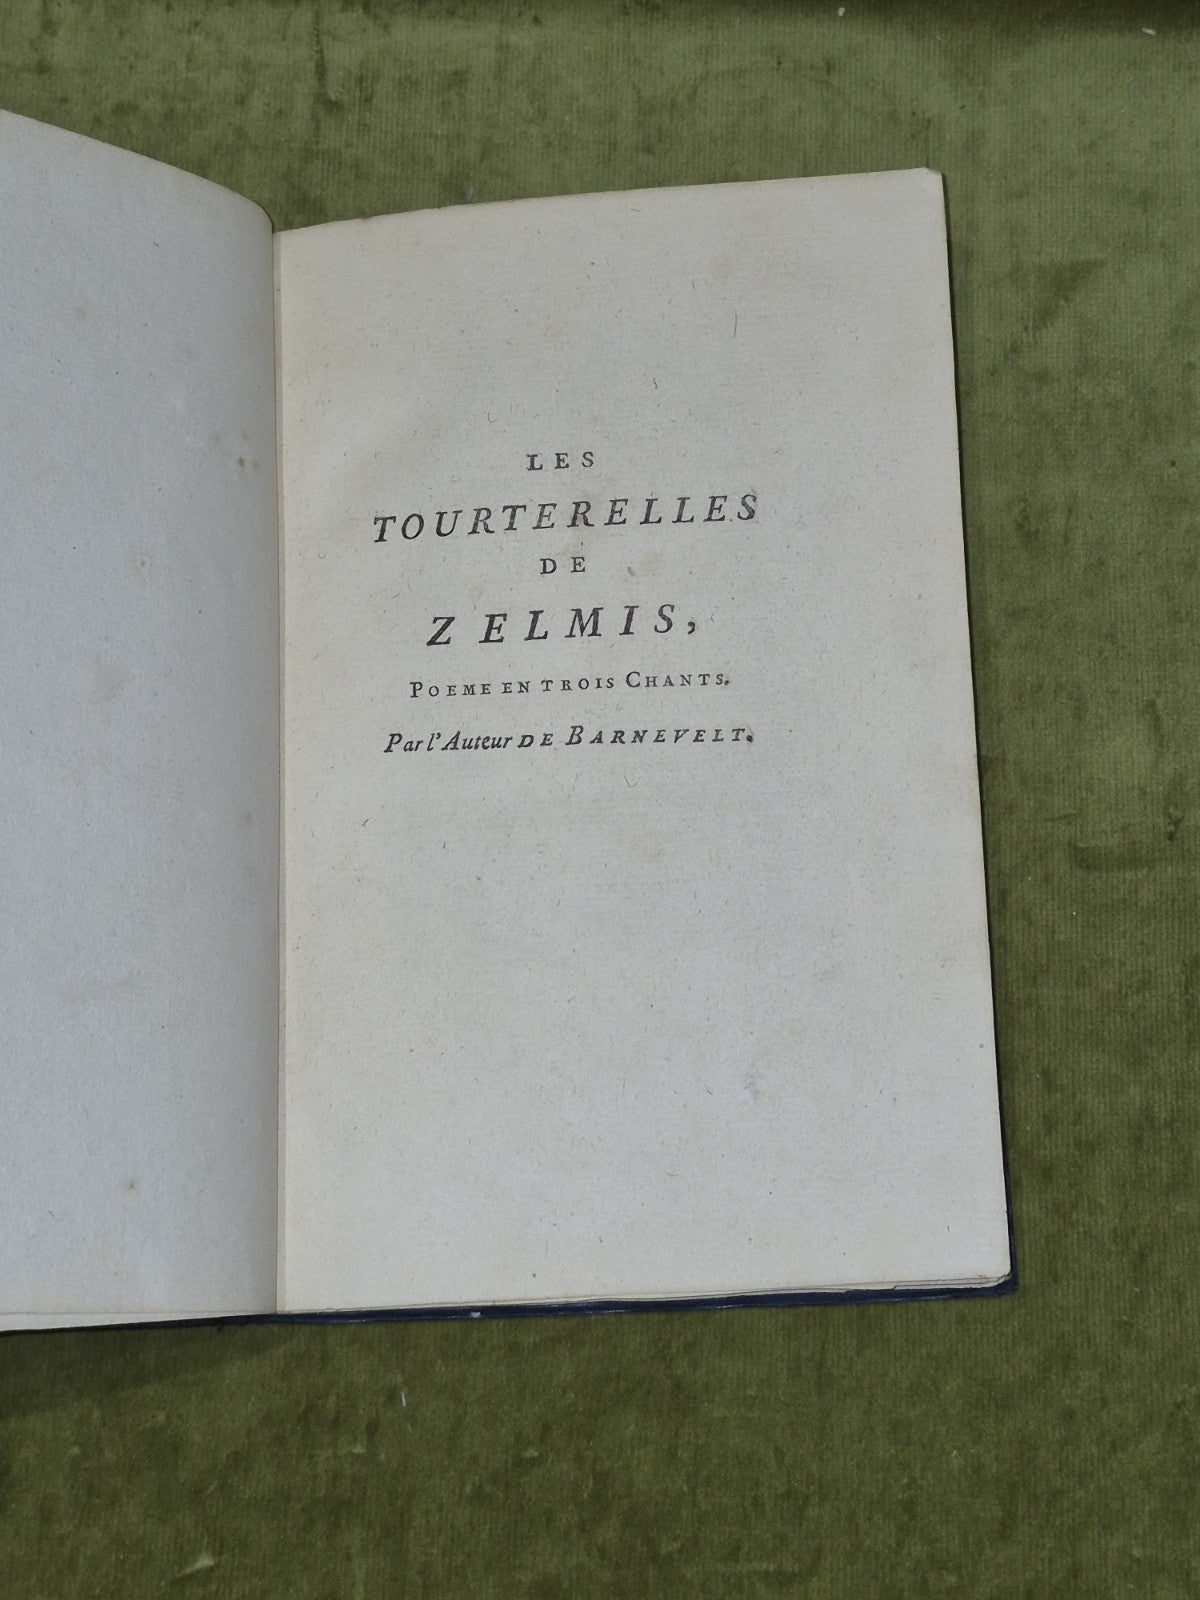 LES
TOURTERELLES
DE
ZELMIS,
POEME EN TROIS CHANTS.
Par l'Auteur DE BARNEVELT.